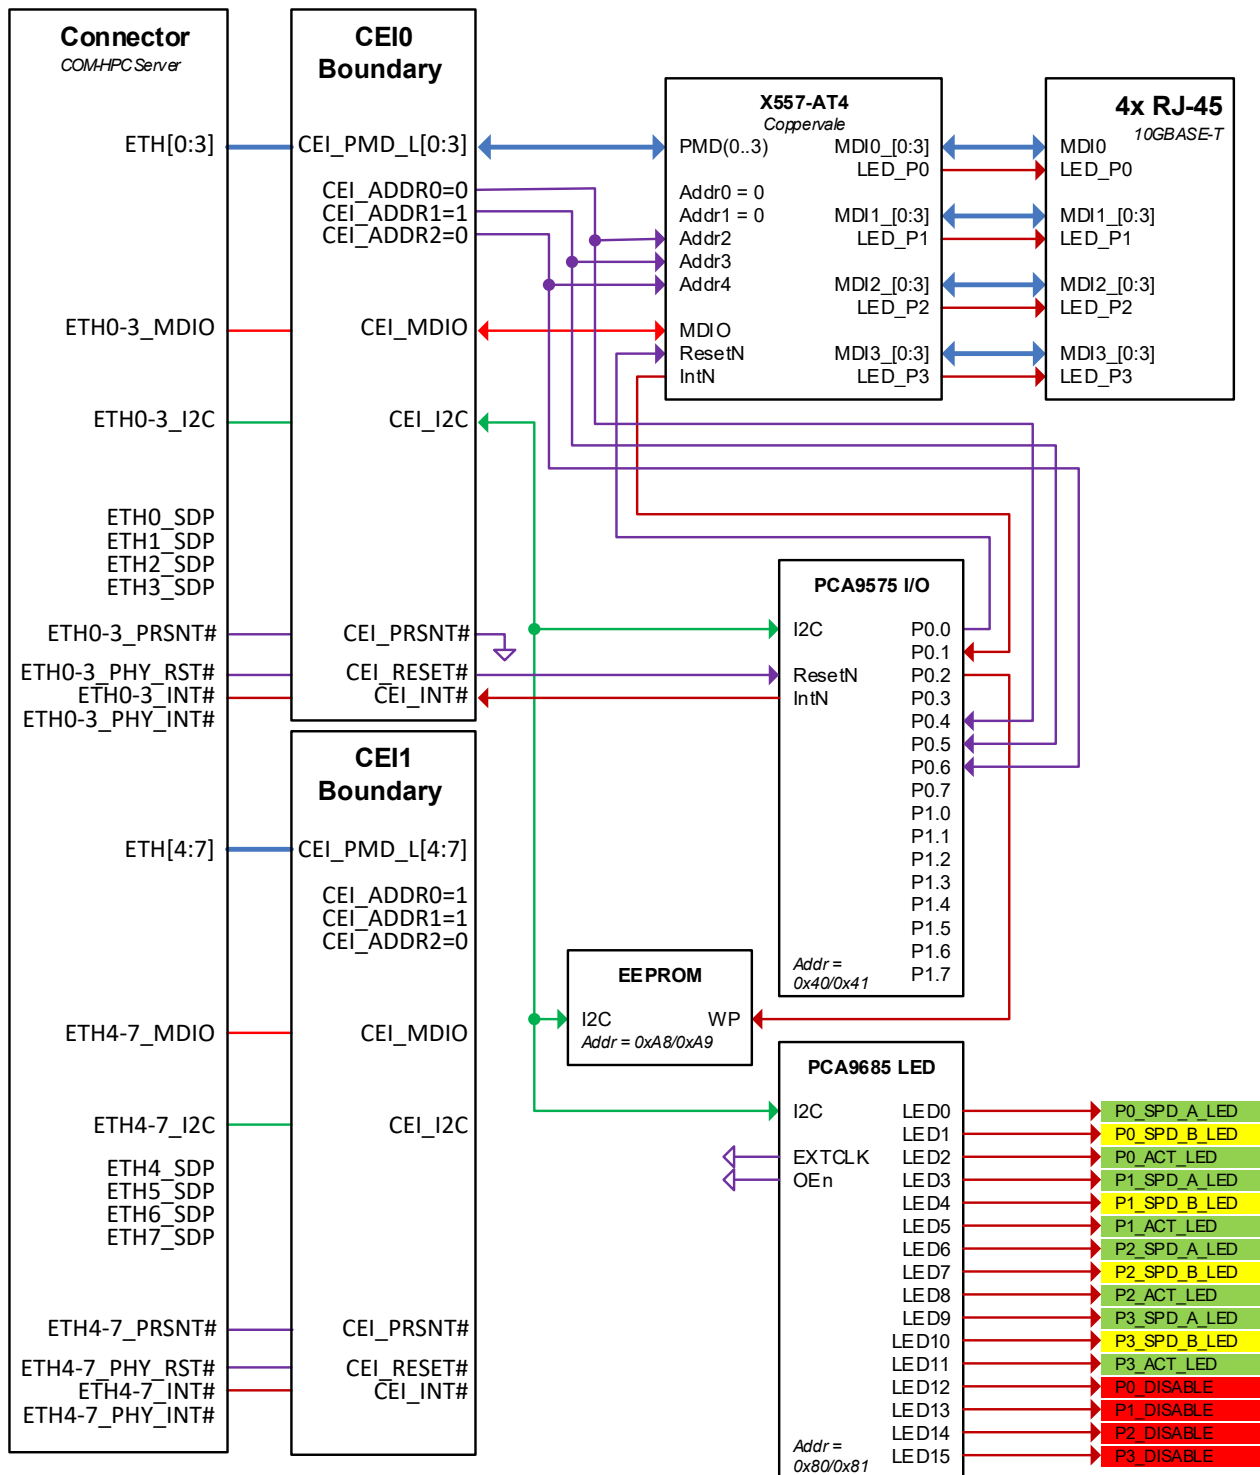 Connector
COM-HPC Server
ETH[0:3]
ETH0-3_MDIO
ETH0-3_I2C
ETH0_SDP
ETH1_SDP
ETH2_SDP
ETH3_SDP
ETH0-3_PRSNT#
ETH0-3_PHY_RST#
ETH0-3_INT#
ETH0-3_PHY_INT#
ETH[4:7]
ETH4-7_MDIO
ETH4-7_I2C
ETH4_SDP
ETH5_SDP
ETH6_SDP
ETH7_SDP
ETH4-7_PRSNT#
ETH4-7_PHY_RST#
ETH4-7_INT#
ETH4-7_PHY_INT#
CEI0
Boundary
CEI_PMD_L[0:3]
CEI_ADDR0=0
CEI_ADDR1=1
CEI_ADDR2=0
CEI_MDIO
CEI_I2C
CEI_PRSNT#
CEI_RESET#
CEI_INT#
CEI1
Boundary
CEI_PMD_L[4:7]
CEI_ADDR0=1
CEI_ADDR1=1
CEI_ADDR2=0
CEI_MDIO
CEI_I2C
CEI_PRSNT#
CEI_RESET#
CEI_INT#
X557-AT4
Coppervale
PMD(0..3)
Addr0 = 0
Addr1 = 0
Addr2
Addr3
Addr4
MDIO
ResetN
IntN
MDI0_[0:3]
LED_P0
MDI1_[0:3]
LED_P1
MDI2_[0:3]
LED_P2
MDI3_[0:3]
LED_P3
4x RJ-45
10GBASE-T
MDI0
LED_P0
MDI1_[0:3]
LED_P1
MDI2_[0:3]
LED_P2
MDI3_[0:3]
LED_P3
PCA9575 I/O
I2C
ResetN
IntN
P0.0
P0.1
P0.2
P0.3
P0.4
P0.5
P0.6
P0.7
P1.0
P1.1
P1.2
P1.3
P1.4
P1.5
P1.6
P1.7
Addr =
0x40/0x41
EEPROM
I2C WP
Addr = 0xA8/0xA9
PCA9685 LED
I2C
EXTCLK
OEn
LED0
LED1
LED2
LED3
LED4
LED5
LED6
LED7
LED8
LED9
LED10
LED11
LED12
LED13
LED14
LED15
Addr =
0x80/0x81
P0_SPD_A_LED
P0_SPD_B_LED
P0_ACT_LED
P1_SPD_A_LED
P1_SPD_B_LED
P1_ACT_LED
P2_SPD_A_LED
P2_SPD_B_LED
P2_ACT_LED
P3_SPD_A_LED
P3_SPD_B_LED
P3_ACT_LED
P0_DISABLE
P1_DISABLE
P2_DISABLE
P3_DISABLE